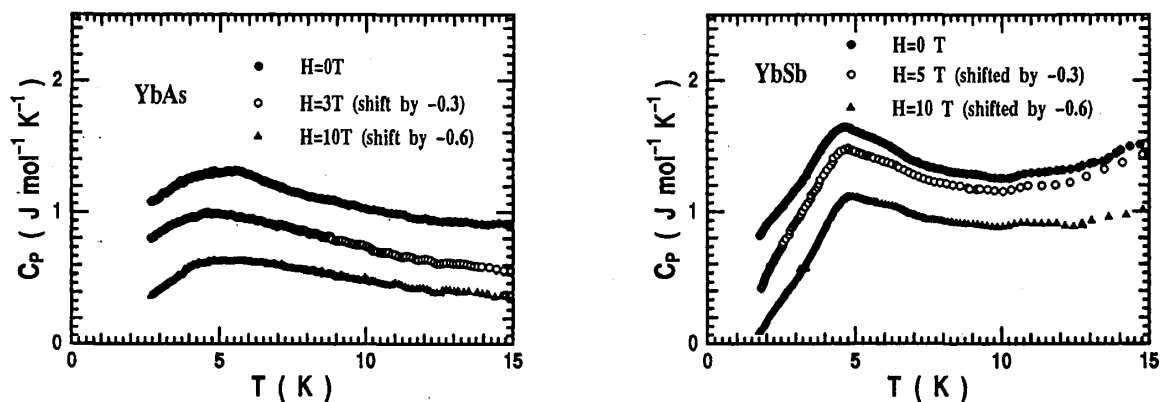 YbAs
● H=0T
○ H=3T (shift by -0.3)
▲ H=10T (shift by -0.6)
C_P ( J mol⁻¹ K⁻¹ )
2
1
0
0 5 10 15
T ( K )
YbSb
● H=0 T
○ H=5 T (shifted by -0.3)
▲ H=10 T (shifted by -0.6)
C_P ( J mol⁻¹ K⁻¹ )
2
1
0
0 5 10 15
T ( K )